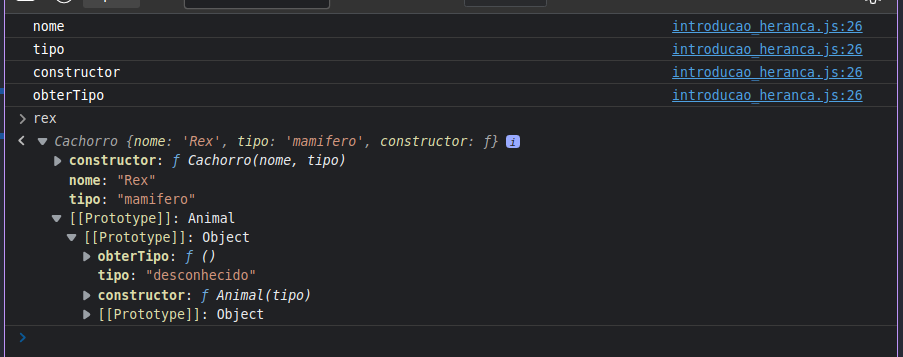 nome introducao_heranca.js:26
tipo introducao_heranca.js:26
constructor introducao_heranca.js:26
obterTipo introducao_heranca.js:26
rex
Cachorro {nome: 'Rex', tipo: 'mamifero', constructor: ƒ} i
constructor: ƒ Cachorro(nome, tipo)
nome: "Rex"
tipo: "mamifero"
[[Prototype]]: Animal
[[Prototype]]: Object
obterTipo: ƒ ()
tipo: "desconhecido"
constructor: ƒ Animal(tipo)
[[Prototype]]: Object